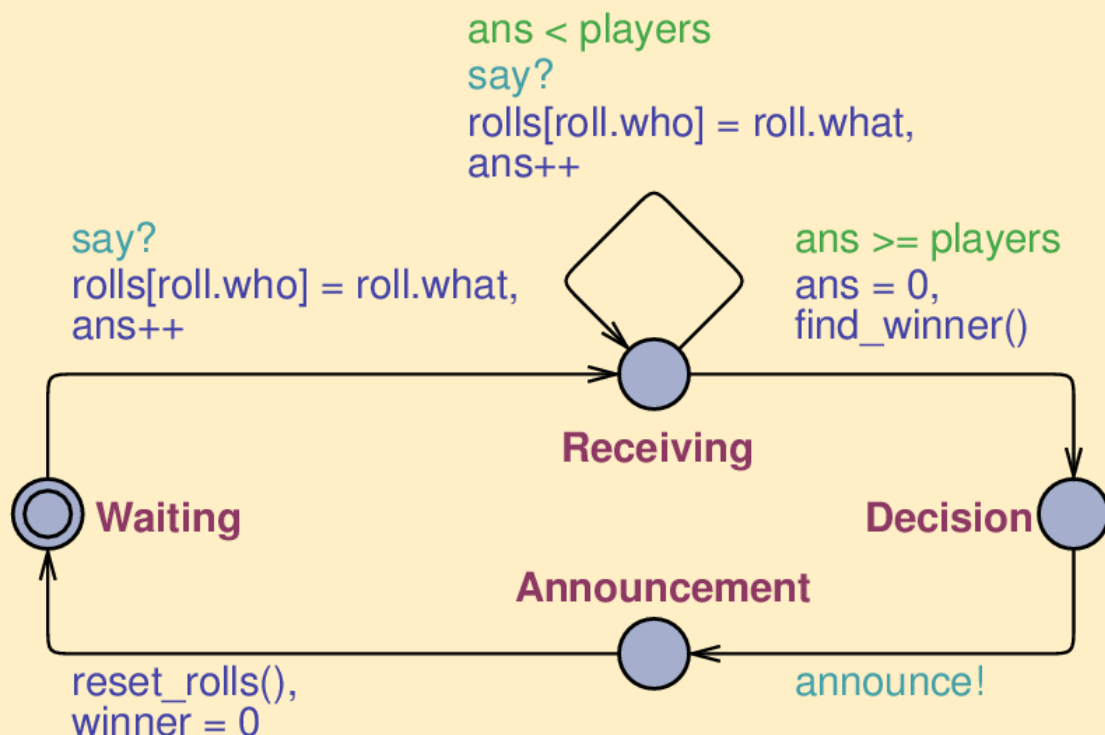 ans < players
say?
rolls[roll.who] = roll.what,
ans++
say?
rolls[roll.who] = roll.what,
ans++
ans >= players
ans = 0,
find_winner()
Receiving
Waiting
Decision
Announcement
reset_rolls(),
winner = 0
announce!